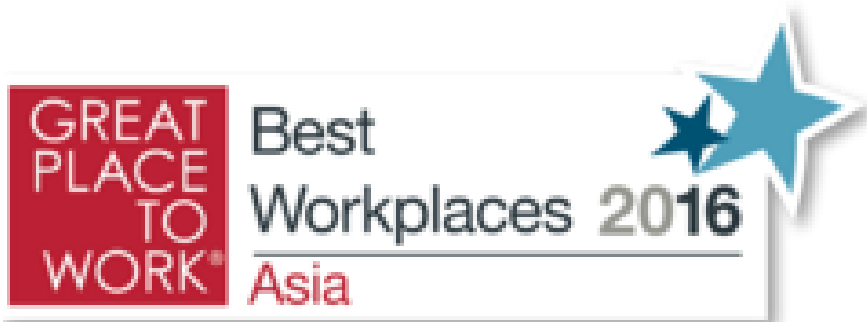 GREAT
PLACE
TO
WORK®
Best
Workplaces 2016
Asia